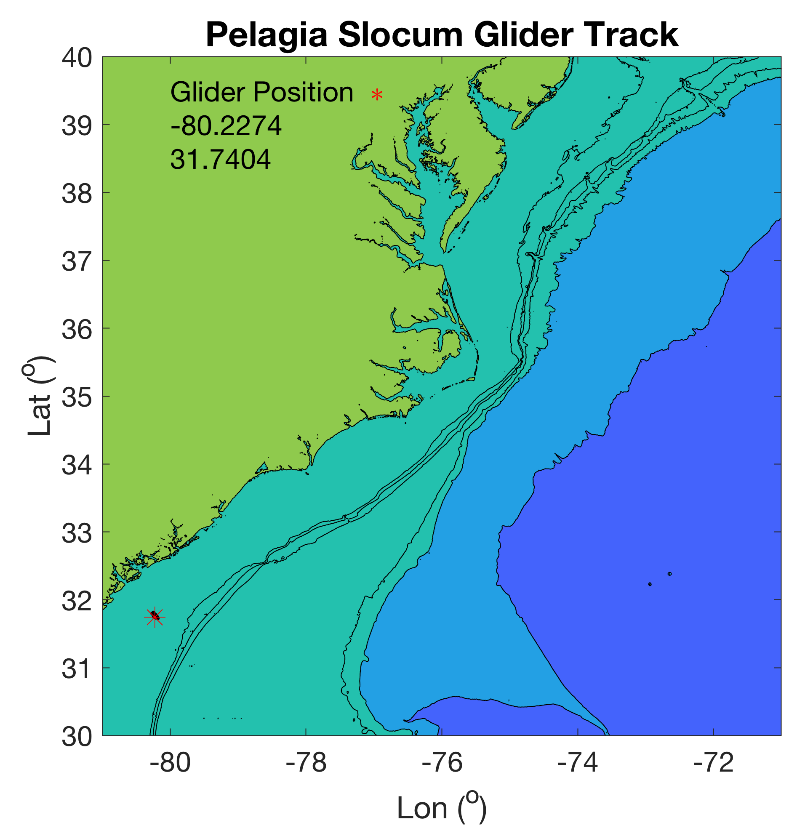 Pelagia Slocum Glider Track
Glider Position
-80.2274
31.7404
40
39
38
37
36
35
34
33
32
31
30
Lat (°)
-80 -78 -76 -74 -72
Lon (°)